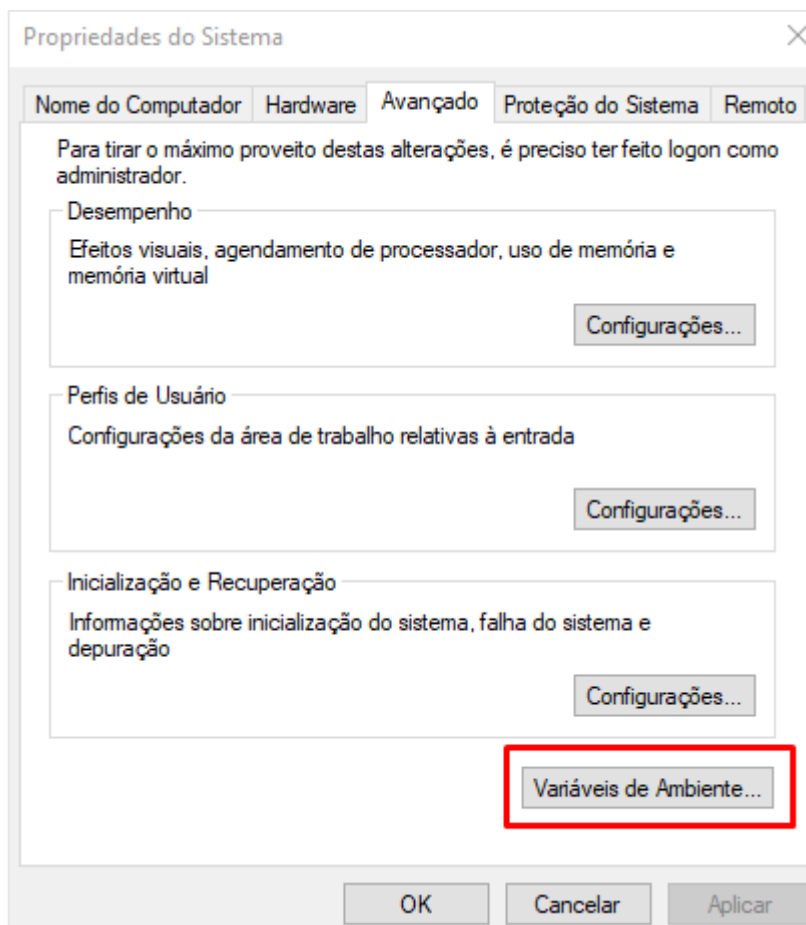 Propriedades do Sistema
Nome do Computador Hardware Avançado Proteção do Sistema Remoto
Para tirar o máximo proveito destas alterações, é preciso ter feito logon como
administrador.
Desempenho
Efeitos visuais, agendamento de processador, uso de memória e
memória virtual
Configurações...
Perfis de Usuário
Configurações da área de trabalho relativas à entrada
Configurações...
Inicialização e Recuperação
Informações sobre inicialização do sistema, falha do sistema e
depuração
Configurações...
Variáveis de Ambiente...
OK Cancelar Aplicar